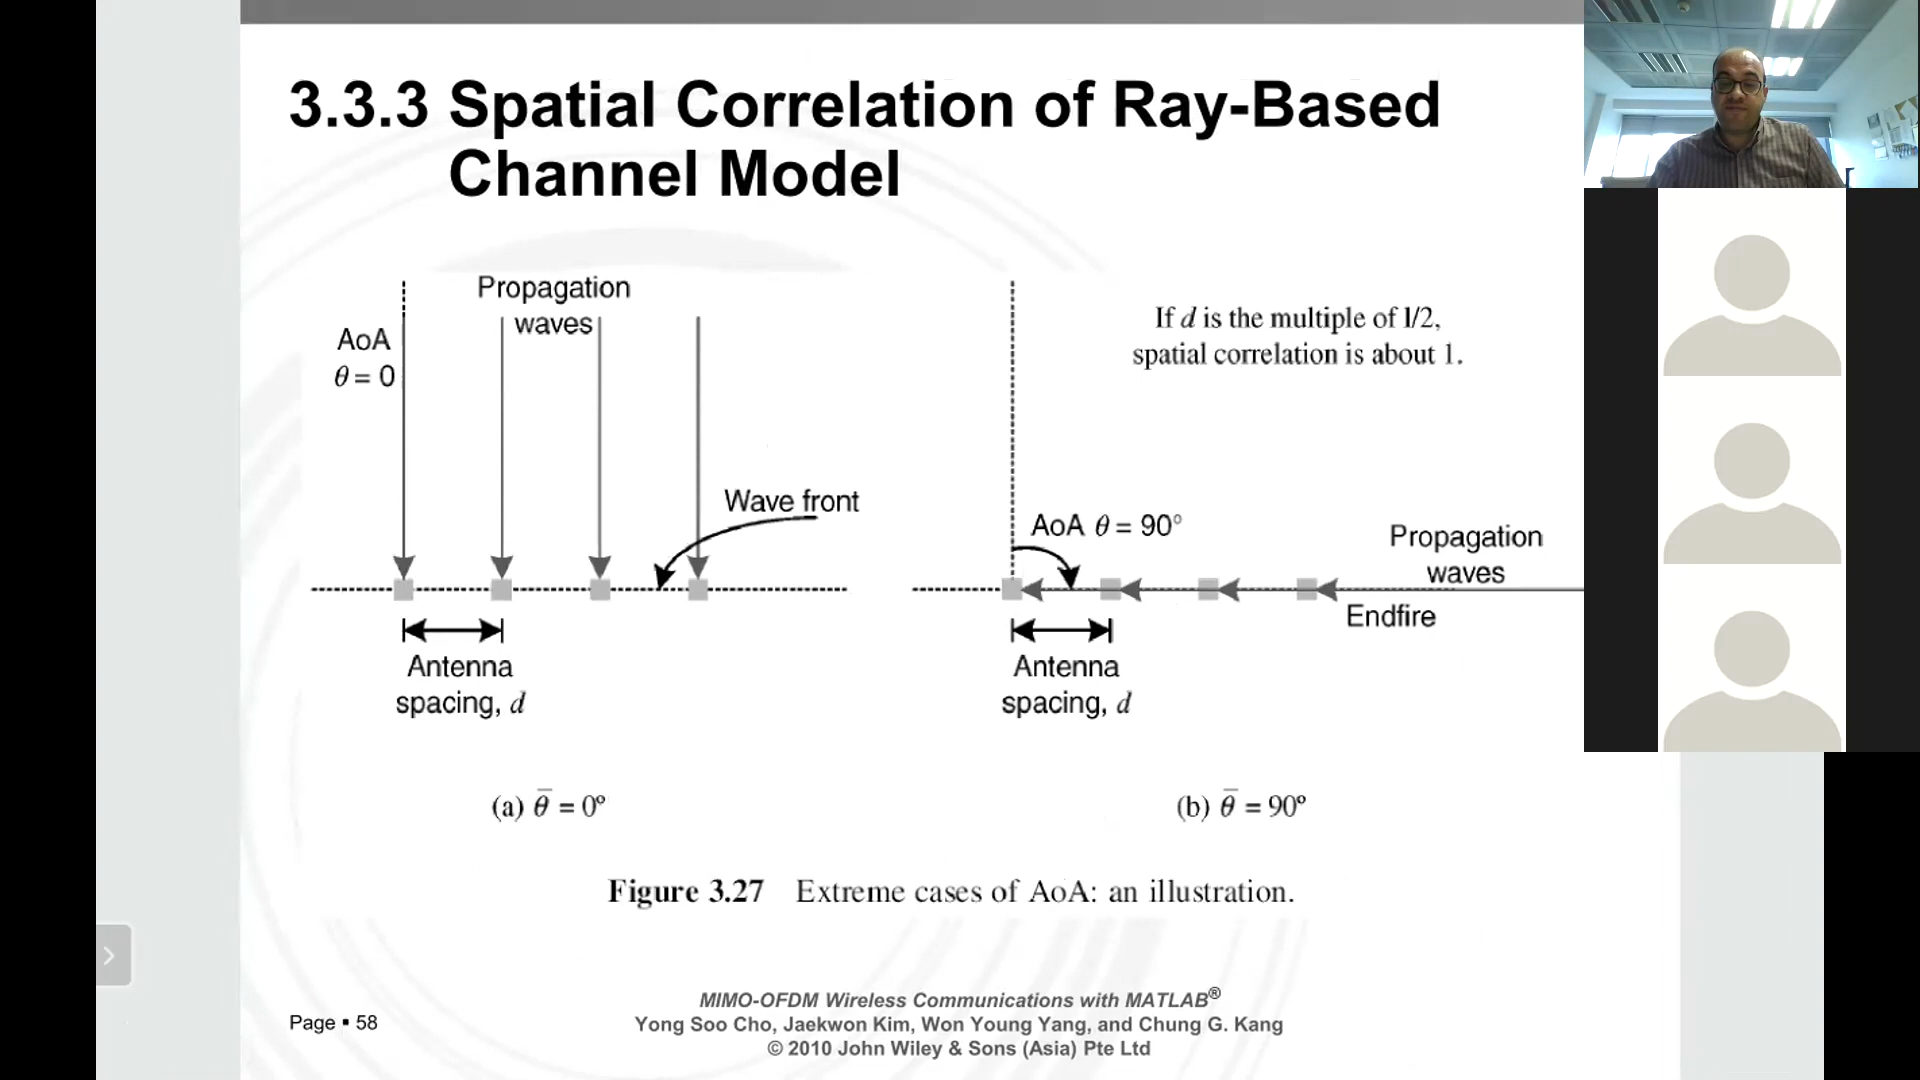 3.3.3 Spatial Correlation of Ray-Based
Channel Model
Propagation
waves
AoA
θ = 0
Wave front
Antenna
spacing, d
(a) θ̅ = 0º
If d is the multiple of l/2,
spatial correlation is about 1.
AoA θ = 90°
Propagation
waves
Endfire
Antenna
spacing, d
(b) θ̅ = 90º
Figure 3.27 Extreme cases of AoA: an illustration.
Page ▪ 58
MIMO-OFDM Wireless Communications with MATLAB®
Yong Soo Cho, Jaekwon Kim, Won Young Yang, and Chung G. Kang
© 2010 John Wiley & Sons (Asia) Pte Ltd